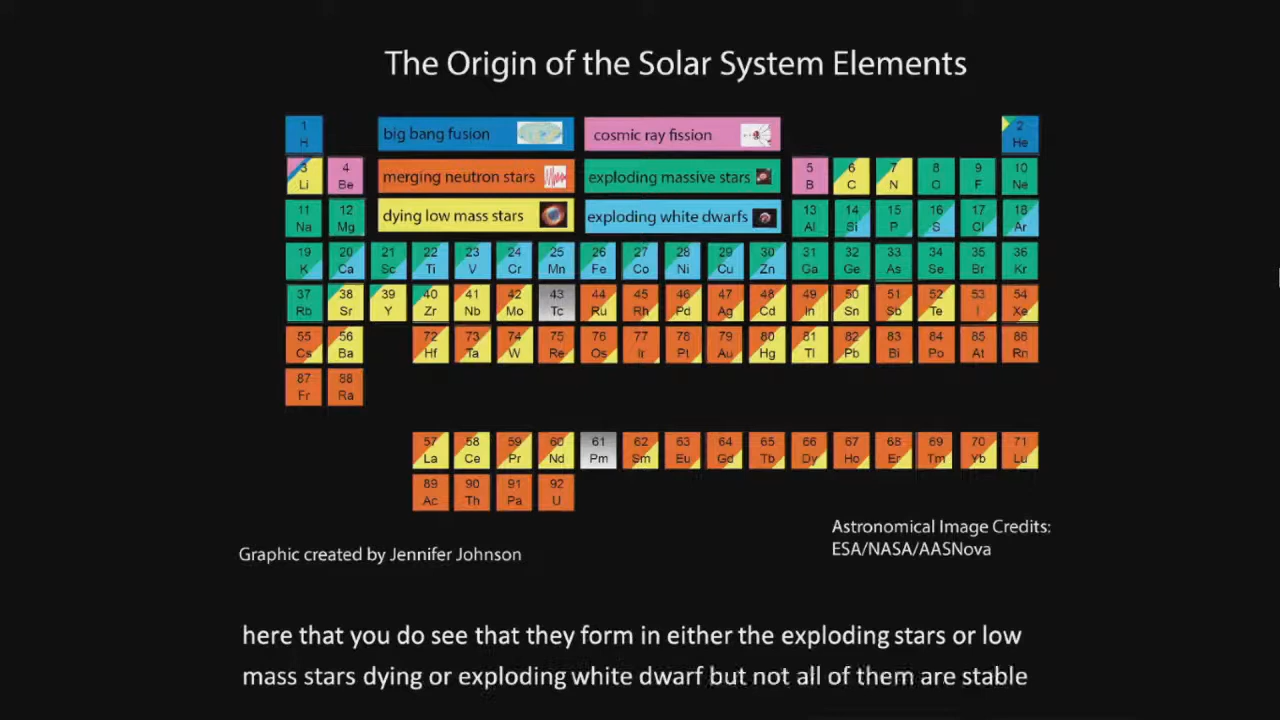 The Origin of the Solar System Elements
1 H big bang fusion cosmic ray fission 2 He
3 Li 4 Be merging neutron stars exploding massive stars 5 B 6 C 7 N 8 O 9 F 10 Ne
11 Na 12 Mg dying low mass stars exploding white dwarfs 13 Al 14 Si 15 P 16 S 17 Cl 18 Ar
19 K 20 Ca 21 Sc 22 Ti 23 V 24 Cr 25 Mn 26 Fe 27 Co 28 Ni 29 Cu 30 Zn 31 Ga 32 Ge 33 As 34 Se 35 Br 36 Kr
37 Rb 38 Sr 39 Y 40 Zr 41 Nb 42 Mo 43 Tc 44 Ru 45 Rh 46 Pd 47 Ag 48 Cd 49 In 50 Sn 51 Sb 52 Te 53 I 54 Xe
55 Cs 56 Ba 72 Hf 73 Ta 74 W 75 Re 76 Os 77 Ir 78 Pt 79 Au 80 Hg 81 Tl 82 Pb 83 Bi 84 Po 85 At 86 Rn
87 Fr 88 Ra
57 La 58 Ce 59 Pr 60 Nd 61 Pm 62 Sm 63 Eu 64 Gd 65 Tb 66 Dy 67 Ho 68 Er 69 Tm 70 Yb 71 Lu
89 Ac 90 Th 91 Pa 92 U
Graphic created by Jennifer Johnson
Astronomical Image Credits:
ESA/NASA/AASNova
here that you do see that they form in either the exploding stars or low
mass stars dying or exploding white dwarf but not all of them are stable